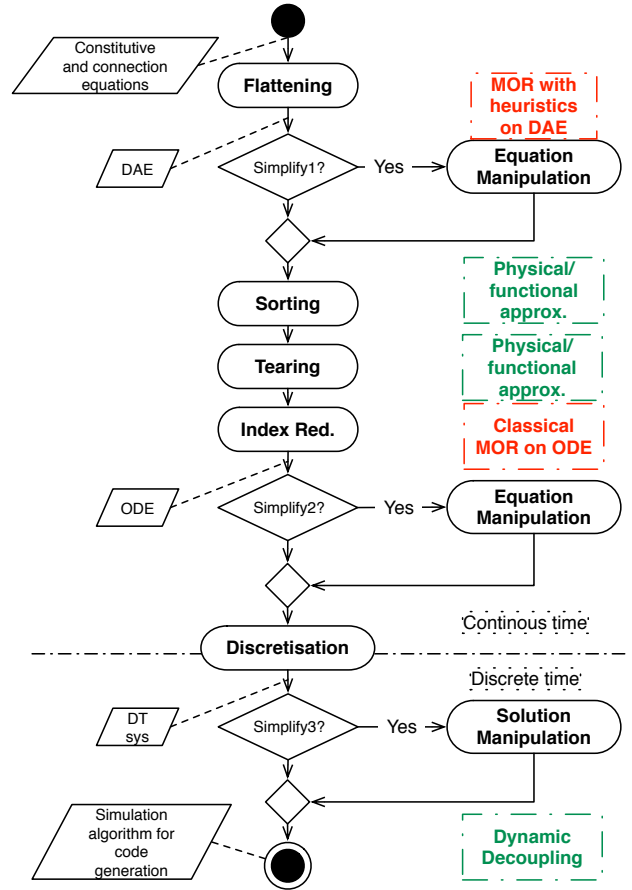 Constitutive
and connection
equations
Flattening
MOR with
heuristics
on DAE
DAE
Simplify1?
Yes
Equation
Manipulation
Physical/
functional
approx.
Sorting
Physical/
functional
approx.
Tearing
Classical
MOR on ODE
Index Red.
ODE
Simplify2?
Yes
Equation
Manipulation
Continous time
Discretisation
Discrete time
DT
sys
Simplify3?
Yes
Solution
Manipulation
Simulation
algorithm for
code
generation
Dynamic
Decoupling